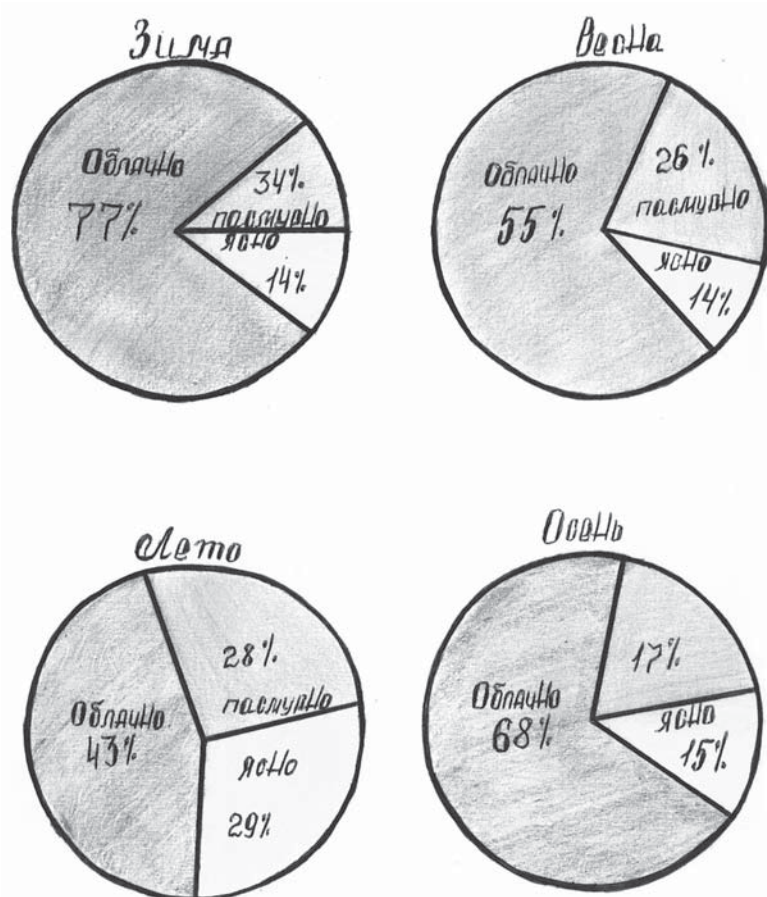 Зима
Облачно
77%
34%
пасмурно
ясно
14%
Весна
Облачно
55%
26%
пасмурно
ясно
14%
Лето
Облачно
43%
28%
пасмурно
ясно
29%
Осень
Облачно
68%
17%
ясно
15%